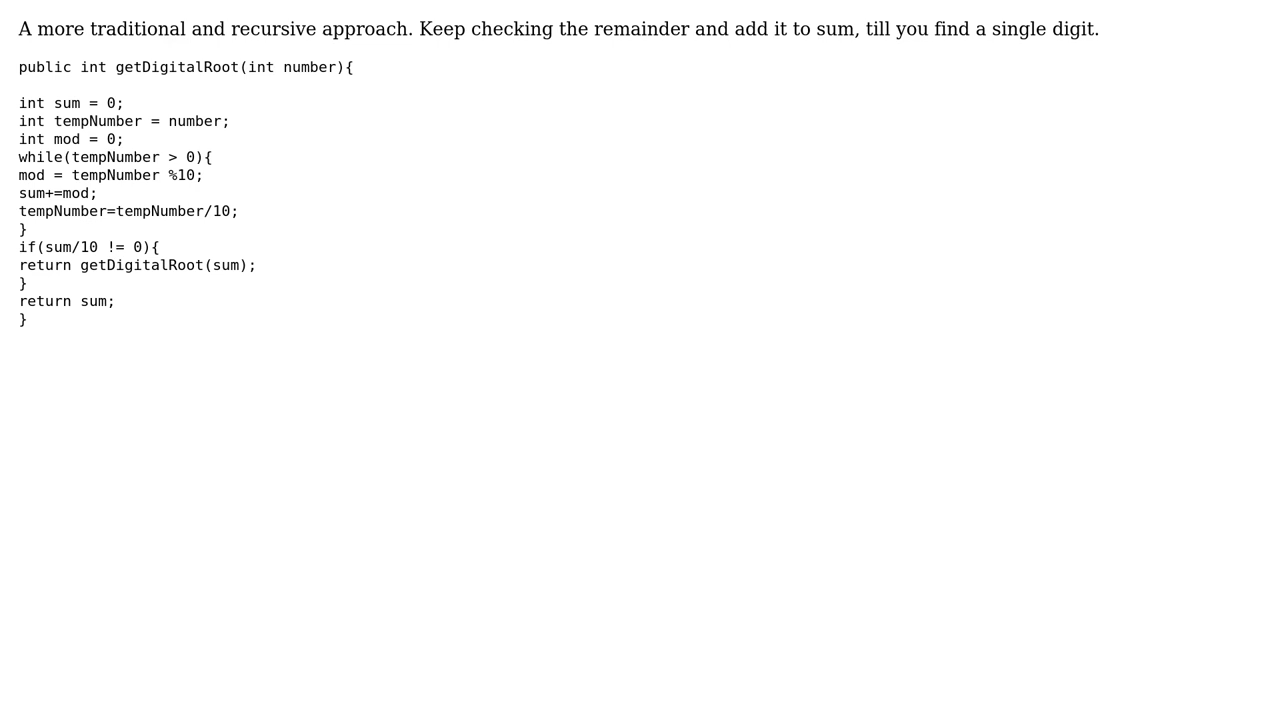 A more traditional and recursive approach. Keep checking the remainder and add it to sum, till you find a single digit.
public int getDigitalRoot(int number){
int sum = 0;
int tempNumber = number;
int mod = 0;
while(tempNumber > 0){
mod = tempNumber %10;
sum+=mod;
tempNumber=tempNumber/10;
}
if(sum/10 != 0){
return getDigitalRoot(sum);
}
return sum;
}